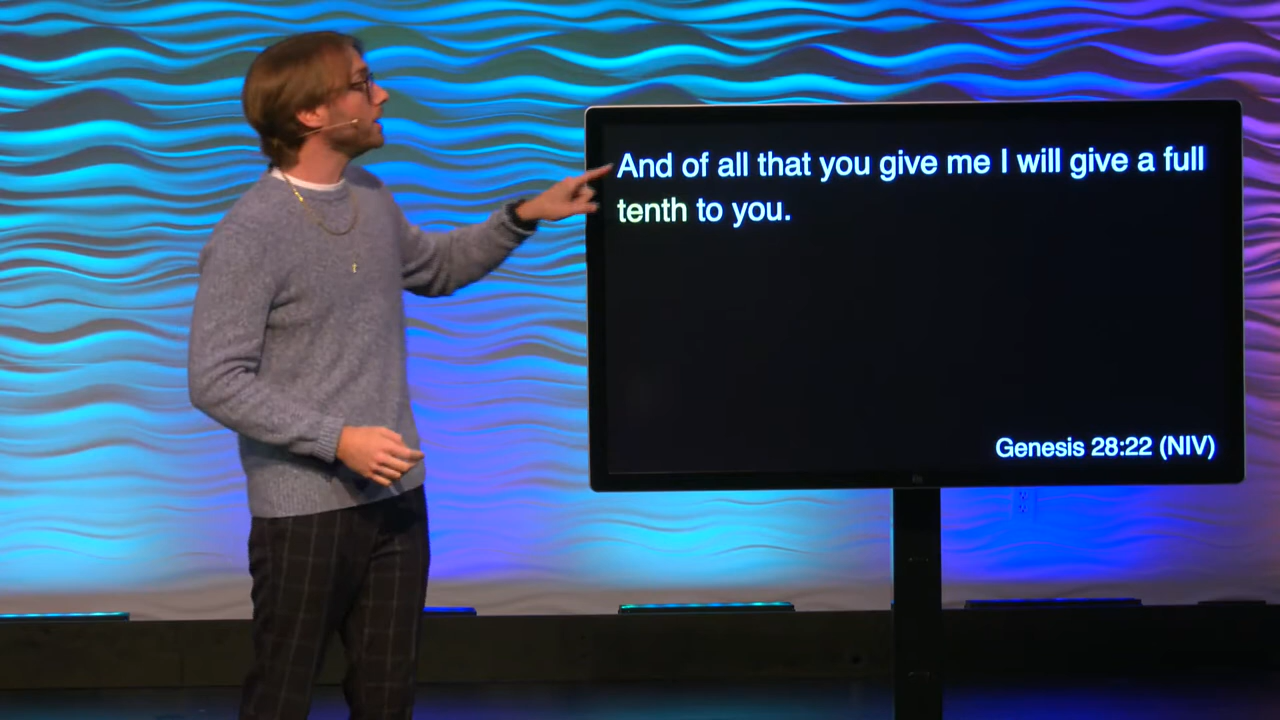 And of all that you give me I will give a full
tenth to you.
Genesis 28:22 (NIV)